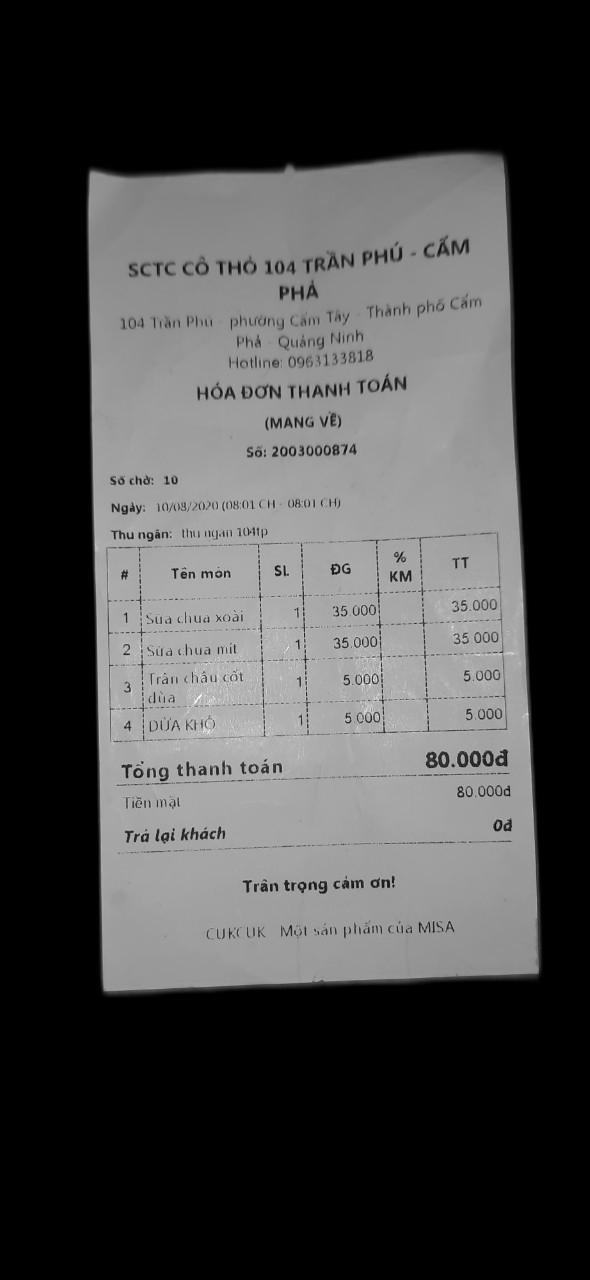 SCTC CÔ THỎ 104 TRẦN PHÚ - CẨM
PHẢ
104 Trần Phú - phường Cẩm Tây - Thành phố Cẩm
Phả - Quảng Ninh
Hotline: 0963133818
HÓA ĐƠN THANH TOÁN
(MANG VỀ)
Số: 2003000874
Số chờ: 10
Ngày: 10/08/2020 (08:01 CH - 08:01 CH)
Thu ngân: thu ngan 104tp
# Tên món SL ĐG % KM TT
1 Sữa chua xoài 1 35.000 35.000
2 Sữa chua mít 1 35.000 35.000
3 Trân châu cốt dừa 1 5.000 5.000
4 DỪA KHÔ 1 5.000 5.000
Tổng thanh toán 80.000đ
Tiền mặt 80.000đ
Trả lại khách 0đ
Trân trọng cảm ơn!
CUKCUK - Một sản phẩm của MISA